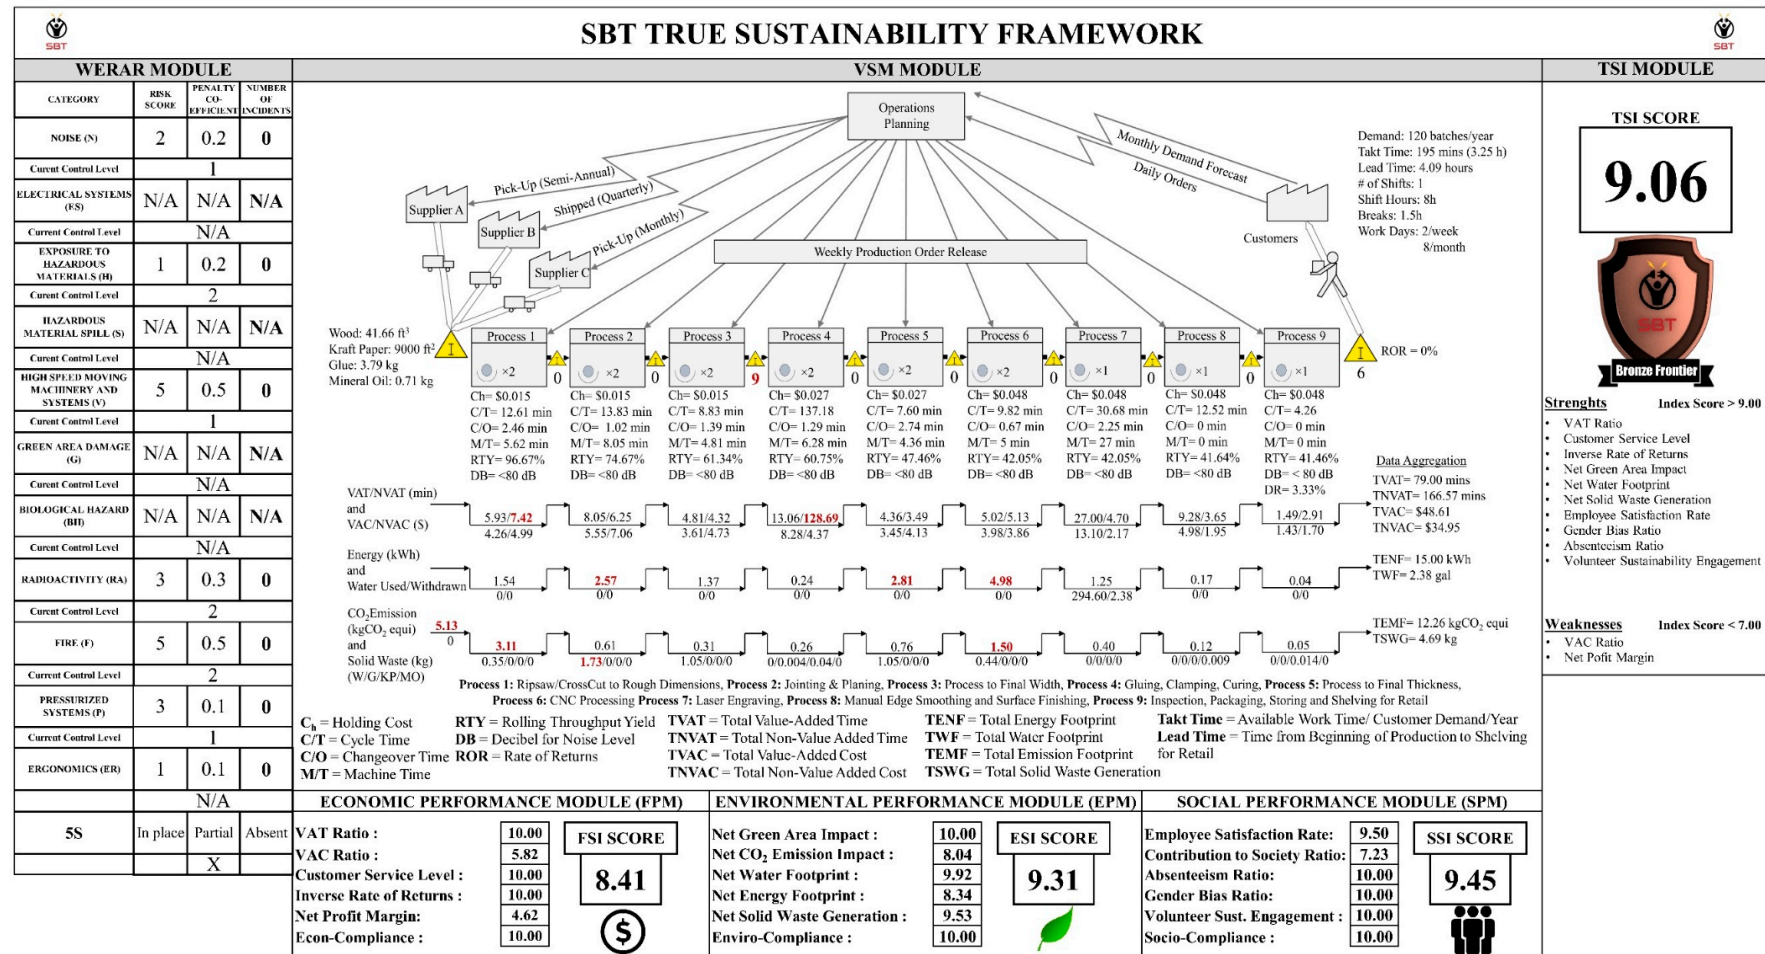 SBT
SBT TRUE SUSTAINABILITY FRAMEWORK
SBT
WERAR MODULE
CATEGORY RISK SCORE PENALTY CO-EFFICIENT NUMBER OF INCIDENTS
NOISE (N) 2 0.2 0
Curent Control Level 1
ELECTRICAL SYSTEMS (ES) N/A N/A N/A
Current Control Level N/A
EXPOSURE TO HAZARDOUS MATERIALS (H) 1 0.2 0
Curent Control Level 2
HAZARDOUS MATERIAL SPILL (S) N/A N/A N/A
Curent Control Level N/A
HIGH SPEED MOVING MACHINERY AND SYSTEMS (V) 5 0.5 0
Curent Control Level 1
GREEN AREA DAMAGE (G) N/A N/A N/A
Curent Control Level N/A
BIOLOGICAL HAZARD (BH) N/A N/A N/A
Curent Control Level N/A
RADIOACTIVITY (RA) 3 0.3 0
Curent Control Level 2
FIRE (F) 5 0.5 0
Current Control Level 2
PRESSURIZED SYSTEMS (P) 3 0.1 0
Current Control Level 1
ERGONOMICS (ER) 1 0.1 0
N/A
5S In place Partial Absent
X
VSM MODULE
Operations
Planning
Monthly Demand Forecast
Daily Orders
Pick-Up (Semi-Annual)
Shipped (Quarterly)
Pick-Up (Monthly)
Supplier A
Supplier B
Supplier C
Customers
Weekly Production Order Release
Demand: 120 batches/year
Takt Time: 195 mins (3.25 h)
Lead Time: 4.09 hours
# of Shifts: 1
Shift Hours: 8h
Breaks: 1.5h
Work Days: 2/week
8/month
Wood: 41.66 ft³
Kraft Paper: 9000 ft²
Glue: 3.79 kg
Mineral Oil: 0.71 kg
I
Process 1 Process 2 Process 3 Process 4 Process 5 Process 6 Process 7 Process 8 Process 9
×2 ×2 ×2 ×2 ×2 ×2 ×1 ×1 ×1
0 0 9 0 0 0 0 0
I
ROR = 0%
6
Ch= $0.015 Ch= $0.015 Ch= $0.015 Ch= $0.027 Ch= $0.027 Ch= $0.048 Ch= $0.048 Ch= $0.048 Ch= $0.048
C/T= 12.61 min C/T= 13.83 min C/T= 8.83 min C/T= 137.18 C/T= 7.60 min C/T= 9.82 min C/T= 30.68 min C/T= 12.52 min C/T= 4.26
C/O= 2.46 min C/O= 1.02 min C/O= 1.39 min C/O= 1.29 min C/O= 2.74 min C/O= 0.67 min C/O= 2.25 min C/O= 0 min C/O= 0 min
M/T= 5.62 min M/T= 8.05 min M/T= 4.81 min M/T= 6.28 min M/T= 4.36 min M/T= 5 min M/T= 27 min M/T= 0 min M/T= 0 min
RTY= 96.67% RTY= 74.67% RTY= 61.34% RTY= 60.75% RTY= 47.46% RTY= 42.05% RTY= 42.05% RTY= 41.64% RTY= 41.46%
DB= <80 dB DB= <80 dB DB= <80 dB DB= <80 dB DB= <80 dB DB= <80 dB DB= <80 dB DB= <80 dB DB= < 80 dB
DR= 3.33%
VAT/NVAT (min)
and
VAC/NVAC (S)
5.93/7.42 8.05/6.25 4.81/4.32 13.06/128.69 4.36/3.49 5.02/5.13 27.00/4.70 9.28/3.65 1.49/2.91
4.26/4.99 5.55/7.06 3.61/4.73 8.28/4.37 3.45/4.13 3.98/3.86 13.10/2.17 4.98/1.95 1.43/1.70
Data Aggregation
TVAT= 79.00 mins
TNVAT= 166.57 mins
TVAC= $48.61
TNVAC= $34.95
Energy (kWh)
and
Water Used/Withdrawn
1.54 2.57 1.37 0.24 2.81 4.98 1.25 0.17 0.04
0/0 0/0 0/0 0/0 0/0 0/0 294.60/2.38 0/0 0/0
TENF= 15.00 kWh
TWF= 2.38 gal
CO₂Emission
(kgCO₂ equi)
and
Solid Waste (kg)
(W/G/KP/MO)
5.13
0
3.11 0.61 0.31 0.26 0.76 1.50 0.40 0.12 0.05
0.35/0/0/0 1.73/0/0/0 1.05/0/0/0 0/0.004/0.04/0 1.05/0/0/0 0.44/0/0/0 0/0/0/0 0/0/0/0.009 0/0/0.014/0
TEMF= 12.26 kgCO₂ equi
TSWG= 4.69 kg
Process 1: Ripsaw/CrossCut to Rough Dimensions, Process 2: Jointing & Planing, Process 3: Process to Final Width, Process 4: Gluing, Clamping, Curing, Process 5: Process to Final Thickness,
Process 6: CNC Processing Process 7: Laser Engraving, Process 8: Manual Edge Smoothing and Surface Finishing, Process 9: Inspection, Packaging, Storing and Shelving for Retail
Cₕ = Holding Cost
C/T = Cycle Time
C/O = Changeover Time
M/T = Machine Time
RTY = Rolling Throughput Yield
DB = Decibel for Noise Level
ROR = Rate of Returns
TVAT = Total Value-Added Time
TNVAT = Total Non-Value Added Time
TVAC = Total Value-Added Cost
TNVAC = Total Non-Value Added Cost
TENF = Total Energy Footprint
TWF = Total Water Footprint
TEMF = Total Emission Footprint
TSWG = Total Solid Waste Generation
Takt Time = Available Work Time/ Customer Demand/Year
Lead Time = Time from Beginning of Production to Shelving
for Retail
TSI MODULE
TSI SCORE
9.06
SBT
Bronze Frontier
Strenghts Index Score > 9.00
• VAT Ratio
• Customer Service Level
• Inverse Rate of Returns
• Net Green Area Impact
• Net Water Footprint
• Net Solid Waste Generation
• Employee Satisfaction Rate
• Gender Bias Ratio
• Absenteeism Ratio
• Volunteer Sustainability Engagement
Weaknesses Index Score < 7.00
• VAC Ratio
• Net Pofit Margin
ECONOMIC PERFORMANCE MODULE (FPM)
VAT Ratio : 10.00
VAC Ratio : 5.82
Customer Service Level : 10.00
Inverse Rate of Returns : 10.00
Net Profit Margin: 4.62
Econ-Compliance : 10.00
FSI SCORE
8.41
$
ENVIRONMENTAL PERFORMANCE MODULE (EPM)
Net Green Area Impact : 10.00
Net CO₂ Emission Impact : 8.04
Net Water Footprint : 9.92
Net Energy Footprint : 8.34
Net Solid Waste Generation : 9.53
Enviro-Compliance : 10.00
ESI SCORE
9.31
SOCIAL PERFORMANCE MODULE (SPM)
Employee Satisfaction Rate: 9.50
Contribution to Society Ratio: 7.23
Absenteeism Ratio: 10.00
Gender Bias Ratio: 10.00
Volunteer Sust. Engagement : 10.00
Socio-Compliance : 10.00
SSI SCORE
9.45